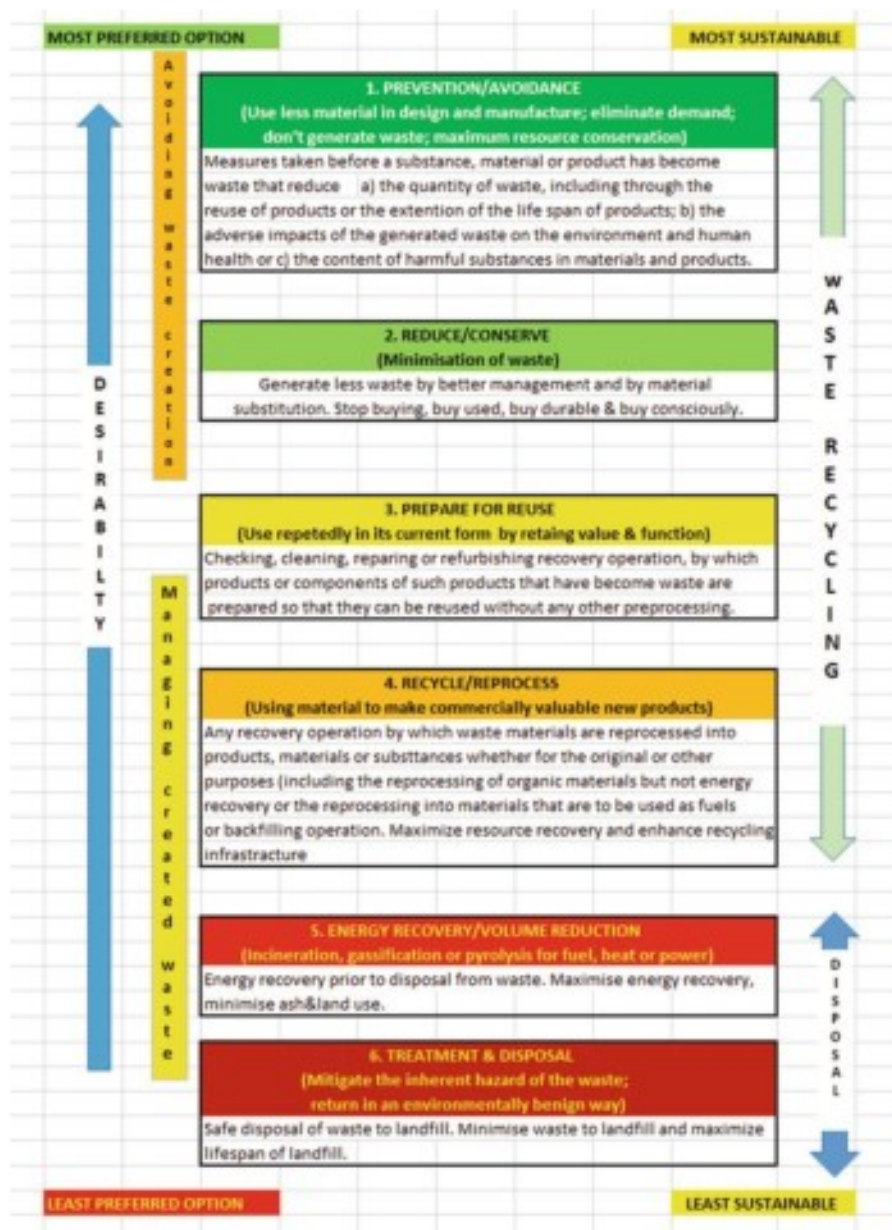 MOST PREFERRED OPTION
MOST SUSTAINABLE
Avoiding waste creation
1. PREVENTION/AVOIDANCE
(Use less material in design and manufacture; eliminate demand;
don't generate waste; maximum resource conservation)
Measures taken before a substance, material or product has become
waste that reduce a) the quantity of waste, including through the
reuse of products or the extention of the life span of products; b) the
adverse impacts of the generated waste on the environment and human
health or c) the content of harmful substances in materials and products.
2. REDUCE/CONSERVE
(Minimisation of waste)
Generate less waste by better management and by material
substitution. Stop buying, buy used, buy durable & buy consciously.
DESIRABILTY
WASTE RECYCLING
3. PREPARE FOR REUSE
(Use repetedly in its current form by retaing value & function)
Checking, cleaning, reparing or refurbishing recovery operation, by which
products or components of such products that have become waste are
prepared so that they can be reused without any other preprocessing.
Managing created waste
4. RECYCLE/REPROCESS
(Using material to make commercially valuable new products)
Any recovery operation by which waste materials are reprocessed into
products, materials or substtances whether for the original or other
purposes (including the reprocessing of organic materials but not energy
recovery or the reprocessing into materials that are to be used as fuels
or backfilling operation. Maximize resource recovery and enhance recycling
infrastracture
5. ENERGY RECOVERY/VOLUME REDUCTION
(Incineration, gassification or pyrolysis for fuel, heat or power)
Energy recovery prior to disposal from waste. Maximise energy recovery,
minimise ash&land use.
DISPOSAL
6. TREATMENT & DISPOSAL
(Mitigate the inherent hazard of the waste;
return in an environmentally benign way)
Safe disposal of waste to landfill. Minimise waste to landfill and maximize
lifespan of landfill.
LEAST PREFERRED OPTION
LEAST SUSTAINABLE